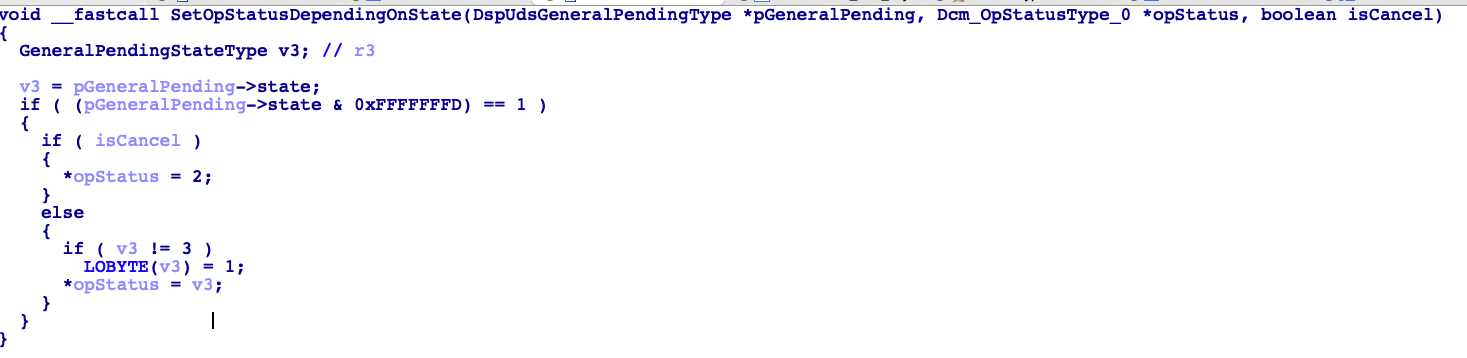 void __fastcall SetOpStatusDependingOnState(DspUdsGeneralPendingType *pGeneralPending, Dcm_OpStatusType_0 *opStatus, boolean isCancel)
{
  GeneralPendingStateType v3; // r3

  v3 = pGeneralPending->state;
  if ( (pGeneralPending->state & 0xFFFFFFFD) == 1 )
  {
    if ( isCancel )
    {
      *opStatus = 2;
    }
    else
    {
      if ( v3 != 3 )
        LOBYTE(v3) = 1;
      *opStatus = v3;
    }
  }
}